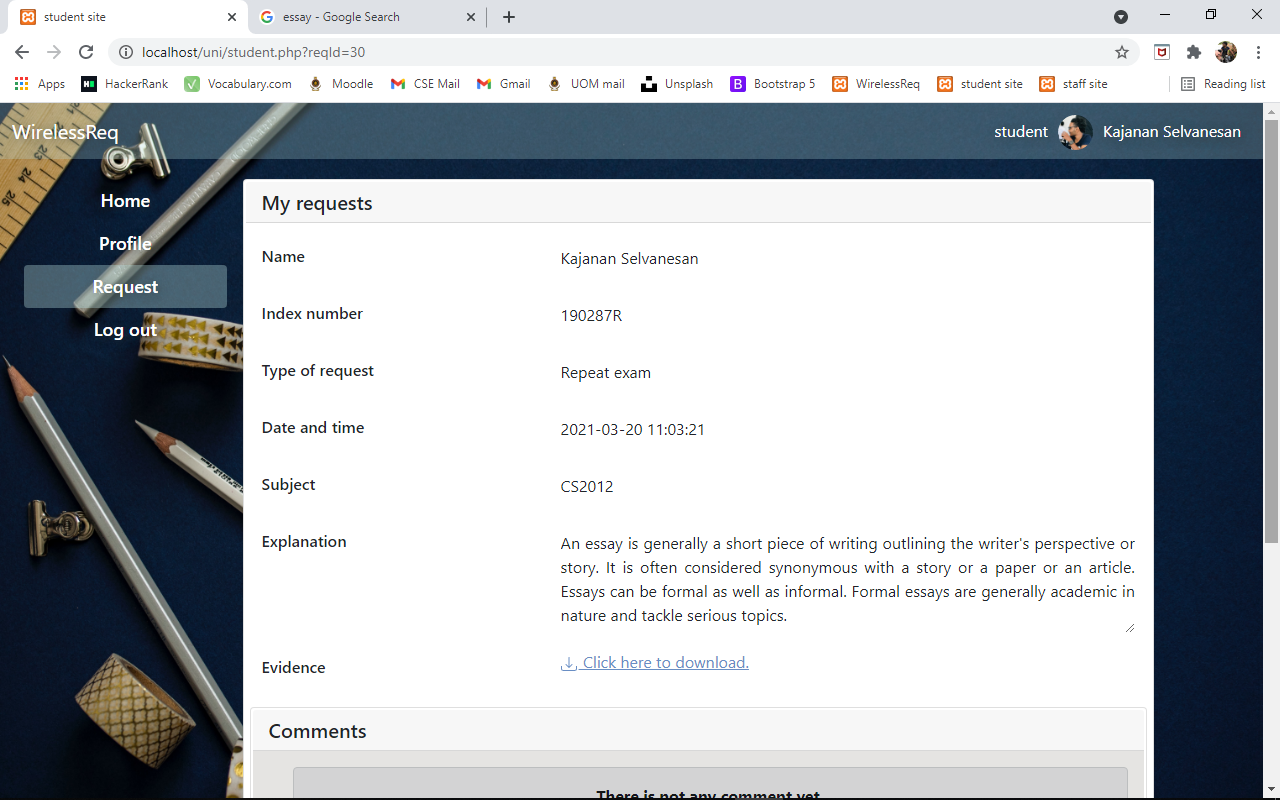 student site
essay - Google Search
localhost/uni/student.php?reqId=30
Apps
HackerRank
Vocabulary.com
Moodle
CSE Mail
Gmail
UOM mail
Unsplash
Bootstrap 5
WirelessReq
student site
staff site
Reading list
WirelessReq
student
Kajanan Selvanesan
Home
Profile
Request
Log out
My requests
Name
Kajanan Selvanesan
Index number
190287R
Type of request
Repeat exam
Date and time
2021-03-20 11:03:21
Subject
CS2012
Explanation
An essay is generally a short piece of writing outlining the writer's perspective or
story. It is often considered synonymous with a story or a paper or an article.
Essays can be formal as well as informal. Formal essays are generally academic in
nature and tackle serious topics.
Evidence
Click here to download.
Comments
There is not any comment yet